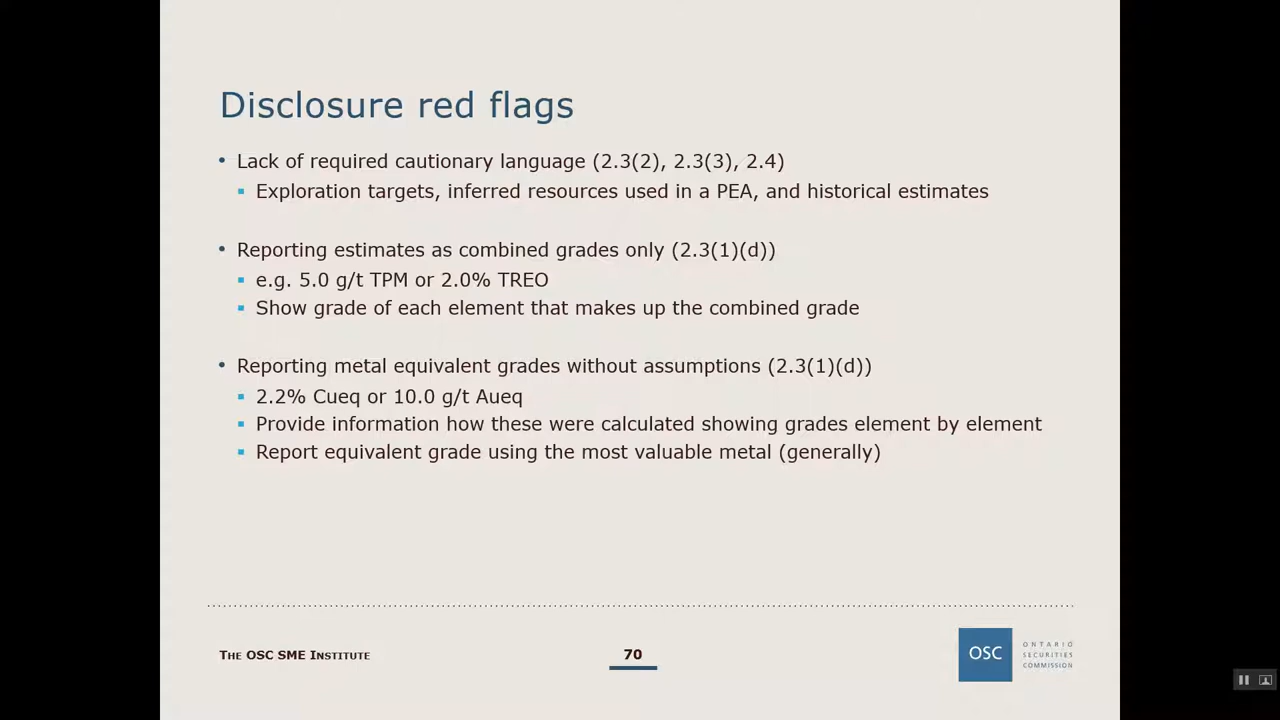 Disclosure red flags
• Lack of required cautionary language (2.3(2), 2.3(3), 2.4)
▪ Exploration targets, inferred resources used in a PEA, and historical estimates
• Reporting estimates as combined grades only (2.3(1)(d))
▪ e.g. 5.0 g/t TPM or 2.0% TREO
▪ Show grade of each element that makes up the combined grade
• Reporting metal equivalent grades without assumptions (2.3(1)(d))
▪ 2.2% Cueq or 10.0 g/t Aueq
▪ Provide information how these were calculated showing grades element by element
▪ Report equivalent grade using the most valuable metal (generally)
The OSC SME Institute
70
OSC
ONTARIO
SECURITIES
COMMISSION